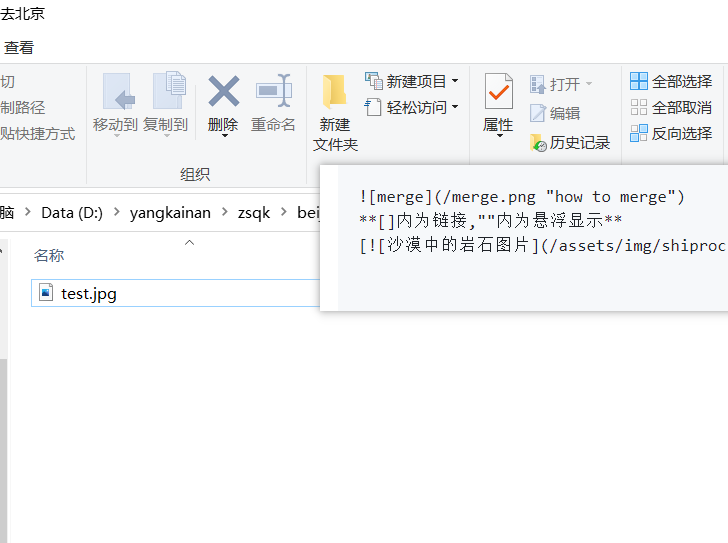 去北京
查看
切
制路径
贴快捷方式
移动到
复制到
删除
重命名
组织
新建
文件夹
新建项目
轻松访问
属性
打开
编辑
历史记录
全部选择
全部取消
反向选择
脑 > Data (D:) > yangkainan > zsqk >
名称
test.jpg
![merge](/merge.png "how to merge")
**[]内为链接,""内为悬浮显示**
[![沙漠中的岩石图片](/assets/img/shiproc